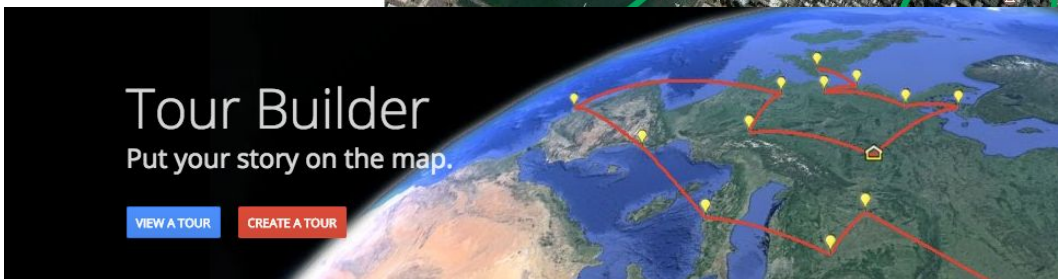 Tour Builder
Put your story on the map.
VIEW A TOUR
CREATE A TOUR